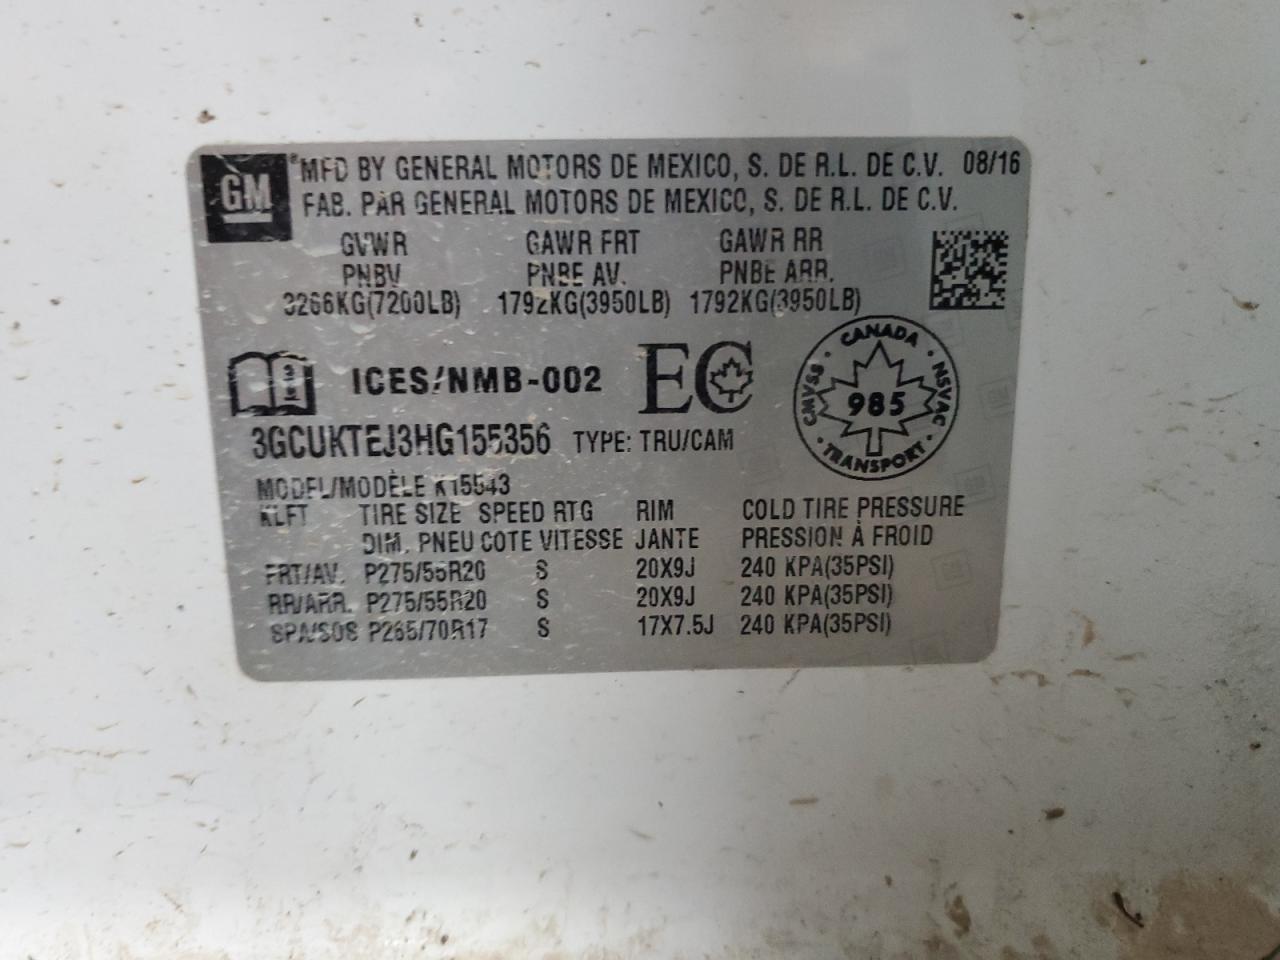 GM
MFD BY GENERAL MOTORS DE MEXICO, S. DE R.L. DE C.V. 08/16
FAB. PAR GENERAL MOTORS DE MEXICO, S. DE R.L. DE C.V.
GVWR GAWR FRT GAWR RR
PNBV PNBE AV. PNBE ARR.
3266KG(7200LB) 1792KG(3950LB) 1792KG(3950LB)
ICES/NMB-002 EC
CANADA · NSVAC · TRANSPORT · CMVSS ·
985
3GCUKTEJ3HG155356 TYPE: TRU/CAM
MODEL/MODÈLE K15543
KLFT TIRE SIZE SPEED RTG RIM COLD TIRE PRESSURE
DIM. PNEU COTE VITESSE JANTE PRESSION À FROID
FRT/AV. P275/55R20 S 20X9J 240 KPA(35PSI)
RR/ARR. P275/55R20 S 20X9J 240 KPA(35PSI)
SPA/SOS P265/70R17 S 17X7.5J 240 KPA(35PSI)